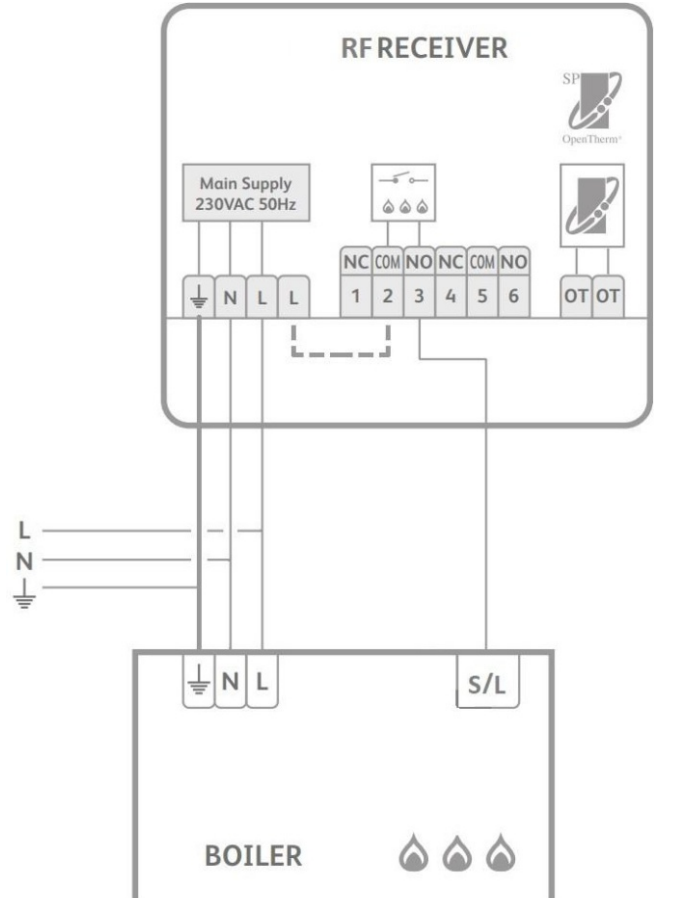 RF RECEIVER
SP
OpenTherm
Main Supply
230VAC 50Hz
NC COM NO NC COM NO
N L L 1 2 3 4 5 6 OT OT
L
N
N L S/L
BOILER